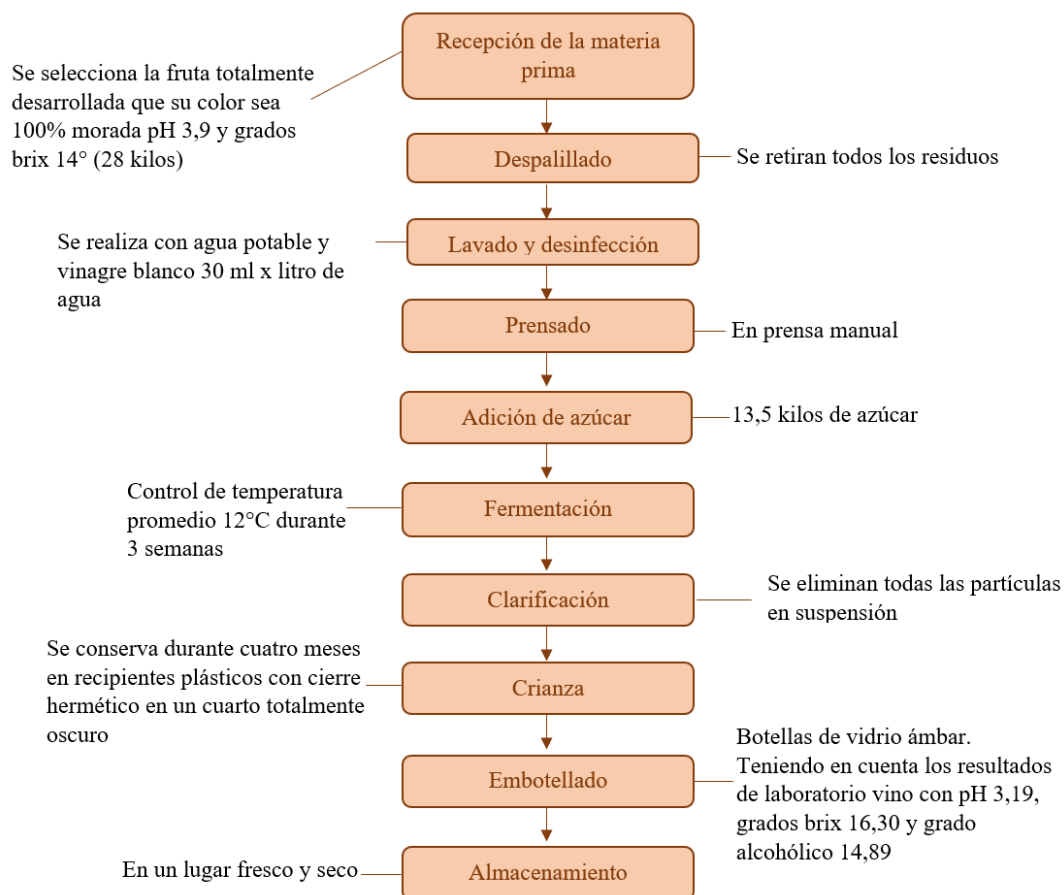 Recepción de la materia
prima
Se selecciona la fruta totalmente
desarrollada que su color sea
100% morada pH 3,9 y grados
brix 14° (28 kilos)
Despalillado
Se retiran todos los residuos
Lavado y desinfección
Se realiza con agua potable y
vinagre blanco 30 ml x litro de
agua
Prensado
En prensa manual
Adición de azúcar
13,5 kilos de azúcar
Fermentación
Control de temperatura
promedio 12°C durante
3 semanas
Clarificación
Se eliminan todas las partículas
en suspensión
Crianza
Se conserva durante cuatro meses
en recipientes plásticos con cierre
hermético en un cuarto totalmente
oscuro
Embotellado
Botellas de vidrio ámbar.
Teniendo en cuenta los resultados
de laboratorio vino con pH 3,19,
grados brix 16,30 y grado
alcohólico 14,89
Almacenamiento
En un lugar fresco y seco